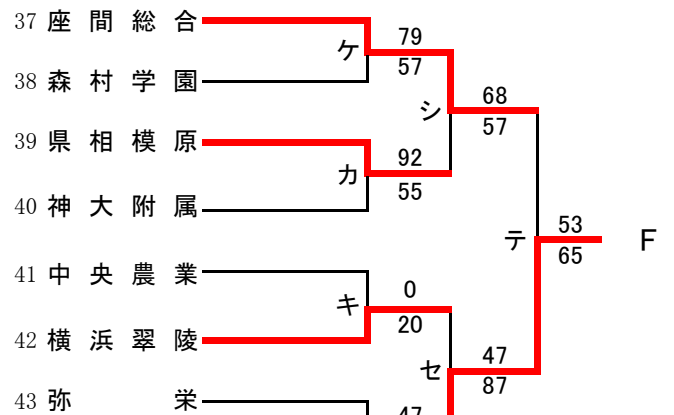 37 座間総合
ケ 79
57
38 森村学園
シ 68
57
39 県相模原
カ 92
55
40 神大附属
テ 53
65
F
41 中央農業
キ 0
20
42 横浜翠陵
セ 47
87
43 弥栄